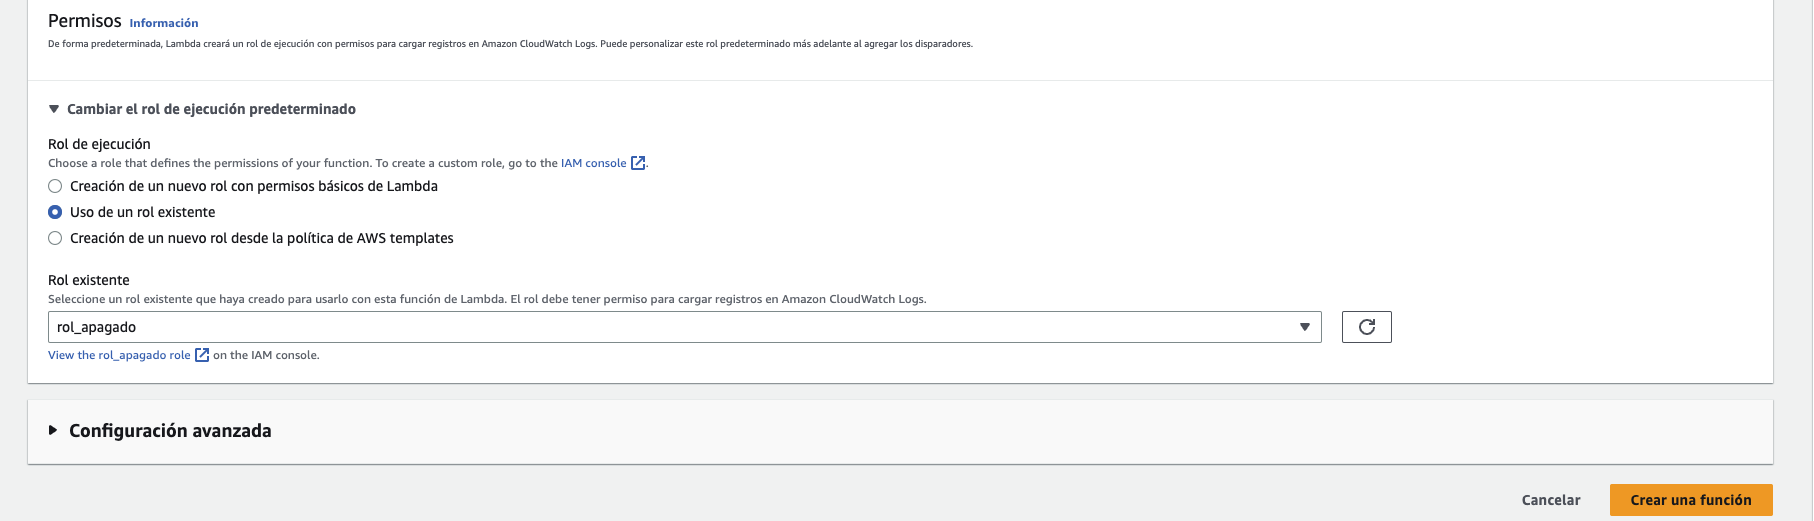 Permisos Información
De forma predeterminada, Lambda creará un rol de ejecución con permisos para cargar registros en Amazon CloudWatch Logs. Puede personalizar este rol predeterminado más adelante al agregar los disparadores.
Cambiar el rol de ejecución predeterminado
Rol de ejecución
Choose a role that defines the permissions of your function. To create a custom role, go to the IAM console.
Creación de un nuevo rol con permisos básicos de Lambda
Uso de un rol existente
Creación de un nuevo rol desde la política de AWS templates
Rol existente
Seleccione un rol existente que haya creado para usarlo con esta función de Lambda. El rol debe tener permiso para cargar registros en Amazon CloudWatch Logs.
rol_apagado
View the rol_apagado role on the IAM console.
Configuración avanzada
Cancelar Crear una función